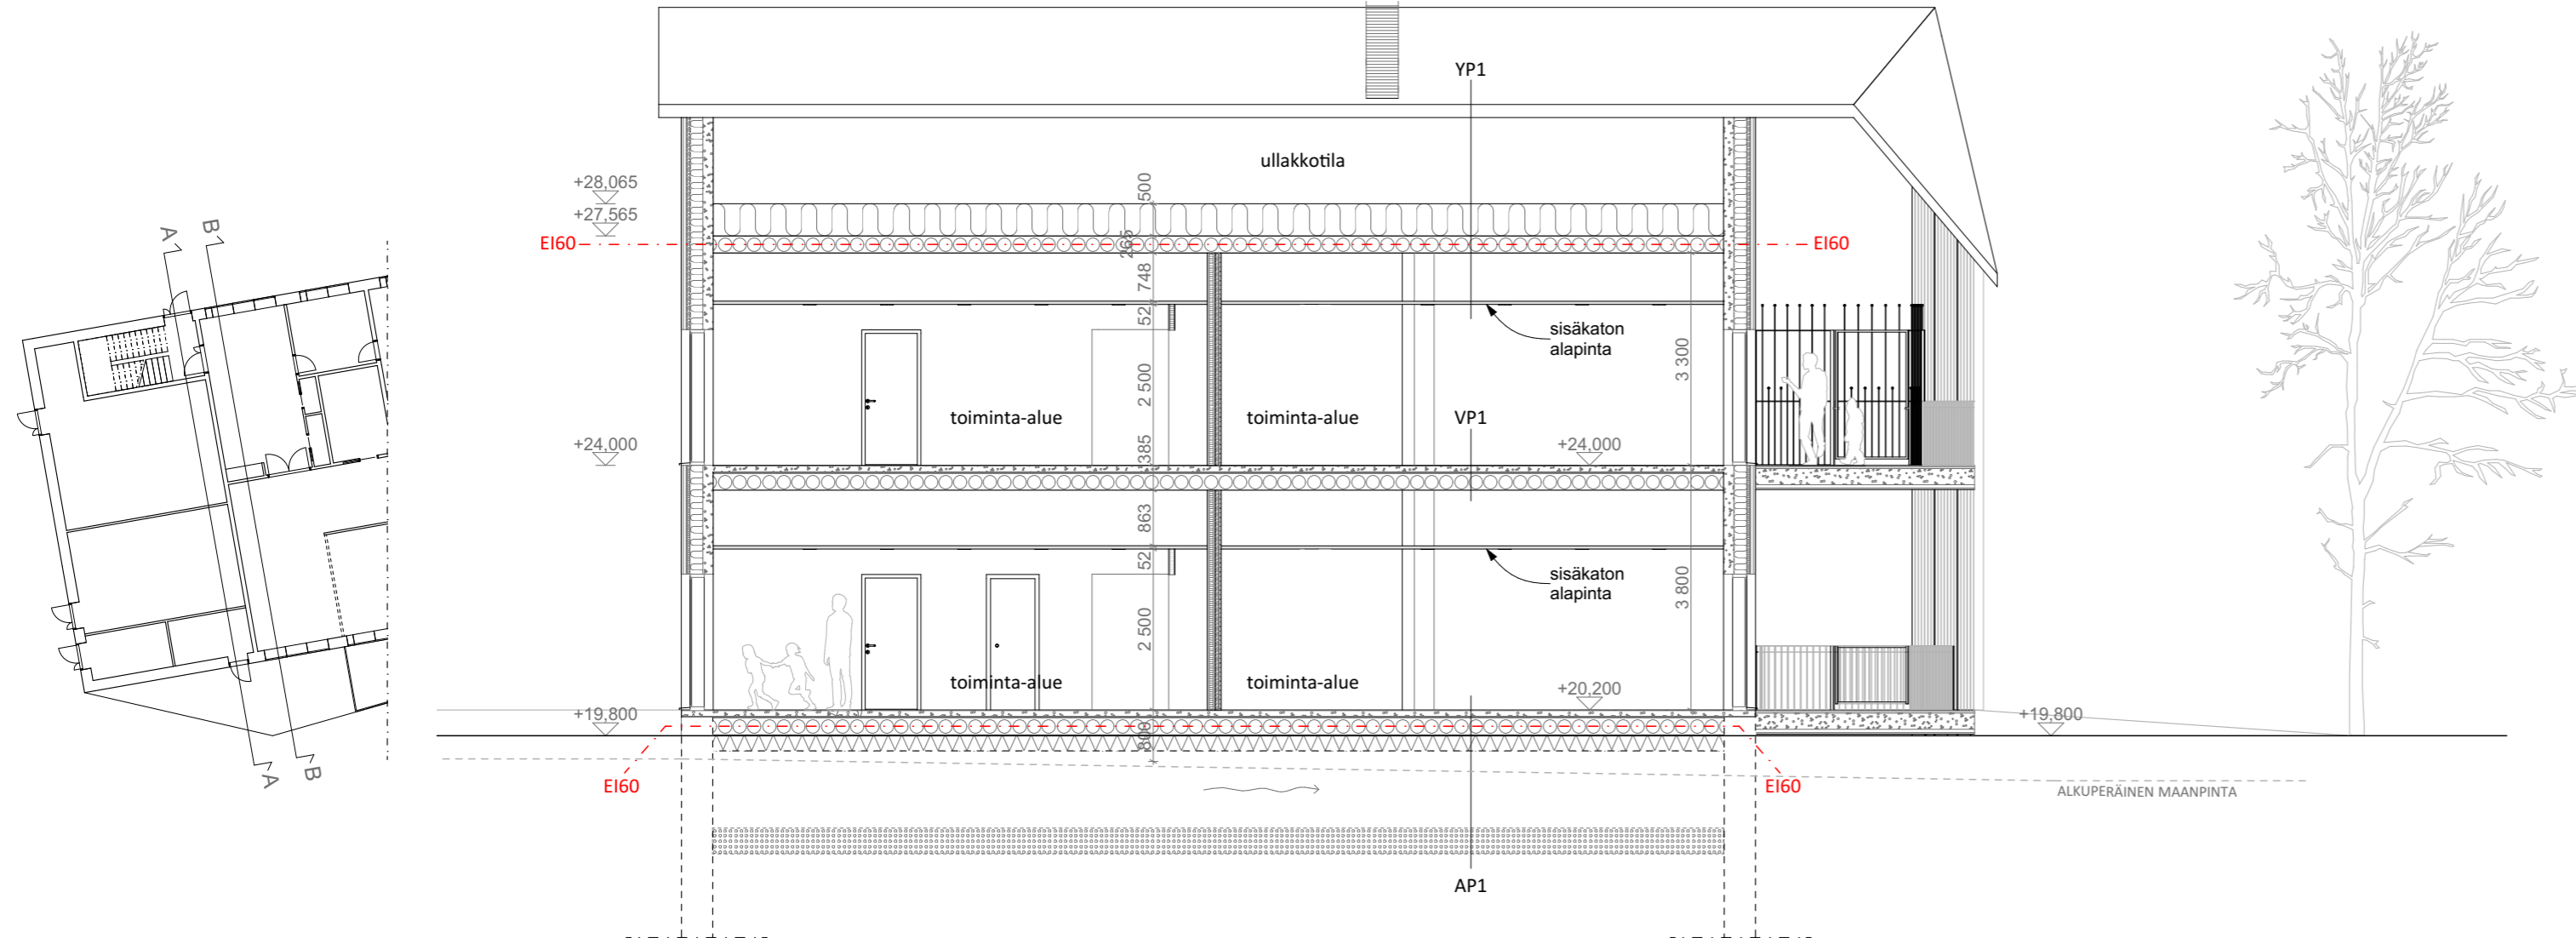 YP1
ullakkotila
+28,065
+27,565
500
EI60
EI60
265
748
52
sisäkaton
alapinta
2 500
3 300
toiminta-alue
toiminta-alue
VP1
+24,000
+24,000
385
863
52
sisäkaton
alapinta
2 500
3 800
toiminta-alue
toiminta-alue
+20,200
+19,800
+19,800
800
EI60
EI60
ALKUPERÄINEN MAANPINTA
AP1
A
B
A
B